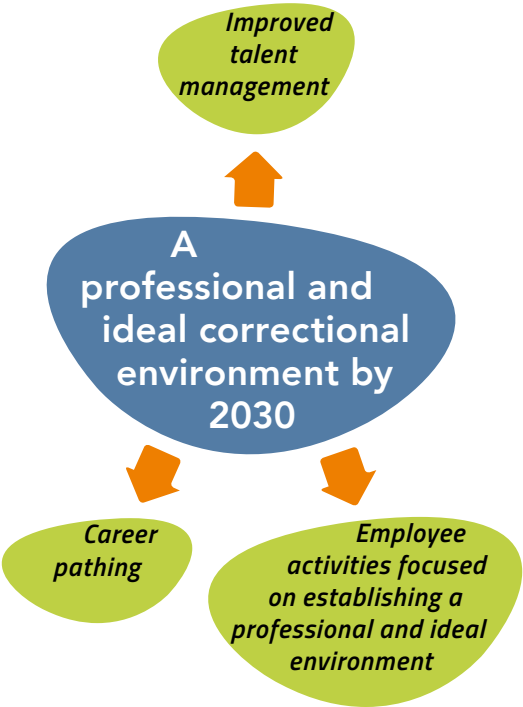 Improved
talent
management
A
professional and
ideal correctional
environment by
2030
Career
pathing
Employee
activities focused
on establishing a
professional and ideal
environment